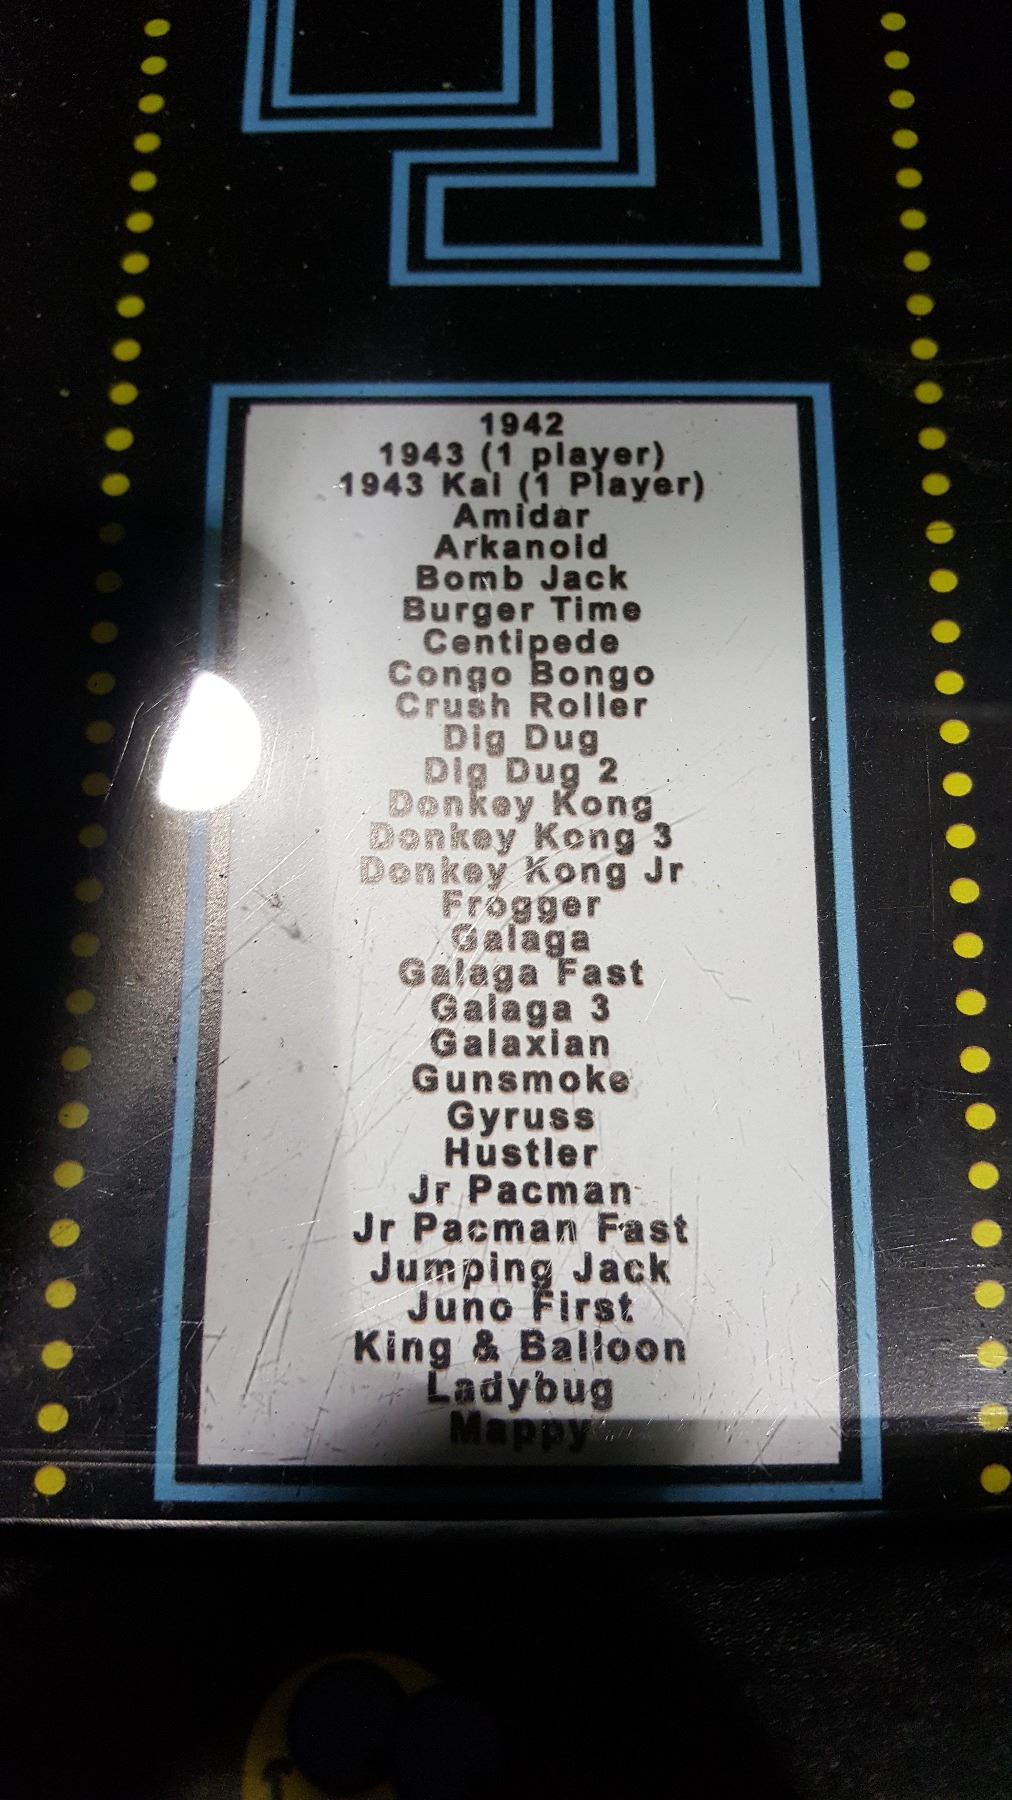 1942
1943 (1 player)
1943 Kai (1 Player)
Amidar
Arkanoid
Bomb Jack
Burger Time
Centipede
Congo Bongo
Crush Roller
Dig Dug
Dig Dug 2
Donkey Kong
Donkey Kong 3
Donkey Kong Jr
Frogger
Galaga
Galaga Fast
Galaga 3
Galaxian
Gunsmoke
Gyruss
Hustler
Jr Pacman
Jr Pacman Fast
Jumping Jack
Juno First
King & Balloon
Ladybug
Mappy